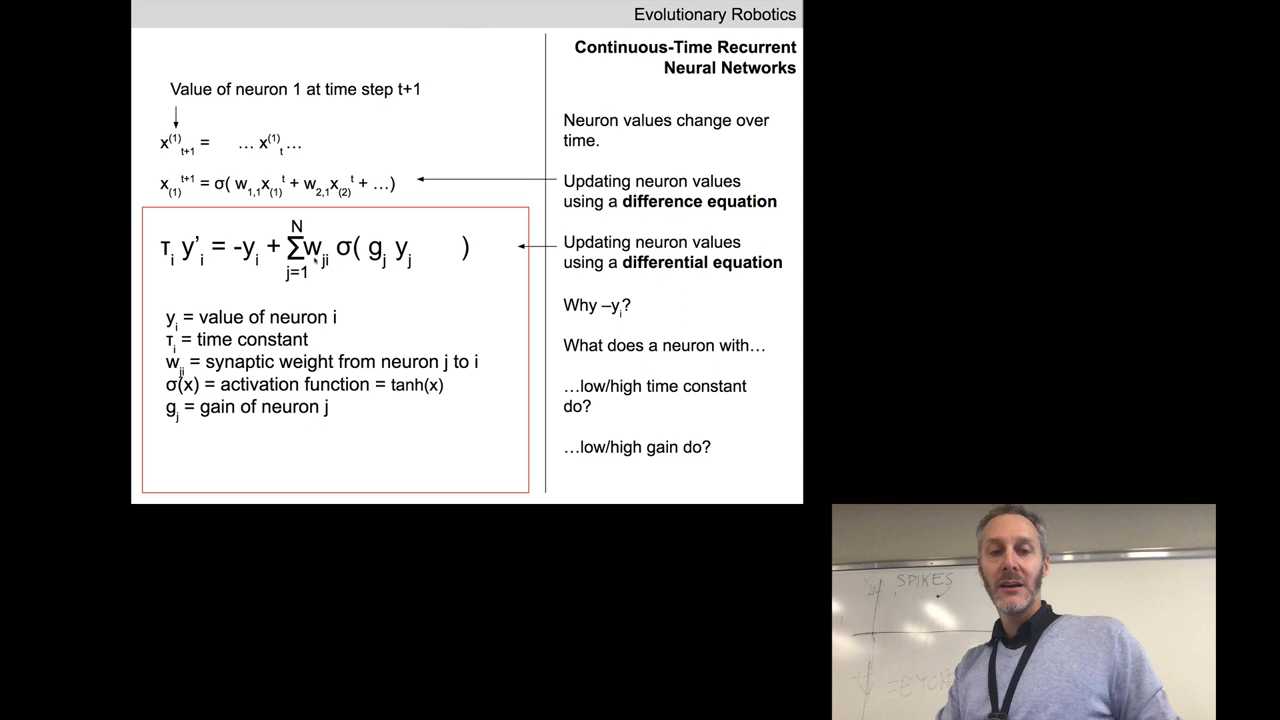 Evolutionary Robotics
Continuous-Time Recurrent
Neural Networks
Value of neuron 1 at time step t+1
x⁽¹⁾ₜ₊₁ = … x⁽¹⁾ₜ …
x₍₁₎ᵗ⁺¹ = σ( w₁,₁x₍₁₎ᵗ + w₂,₁x₍₂₎ᵗ + …)
τᵢ y’ᵢ = -yᵢ + Σ w_ji σ( gⱼ yⱼ )
N
j=1
yᵢ = value of neuron i
τᵢ = time constant
w_ji = synaptic weight from neuron j to i
σ(x) = activation function = tanh(x)
gⱼ = gain of neuron j
Neuron values change over
time.
Updating neuron values
using a difference equation
Updating neuron values
using a differential equation
Why –yᵢ?
What does a neuron with…
…low/high time constant
do?
…low/high gain do?
SPIKES